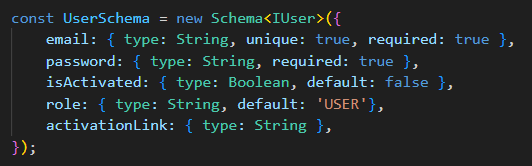 const UserSchema = new Schema<IUser>({
    email: { type: String, unique: true, required: true },
    password: { type: String, required: true },
    isActivated: { type: Boolean, default: false },
    role: { type: String, default: 'USER'},
    activationLink: { type: String },
});